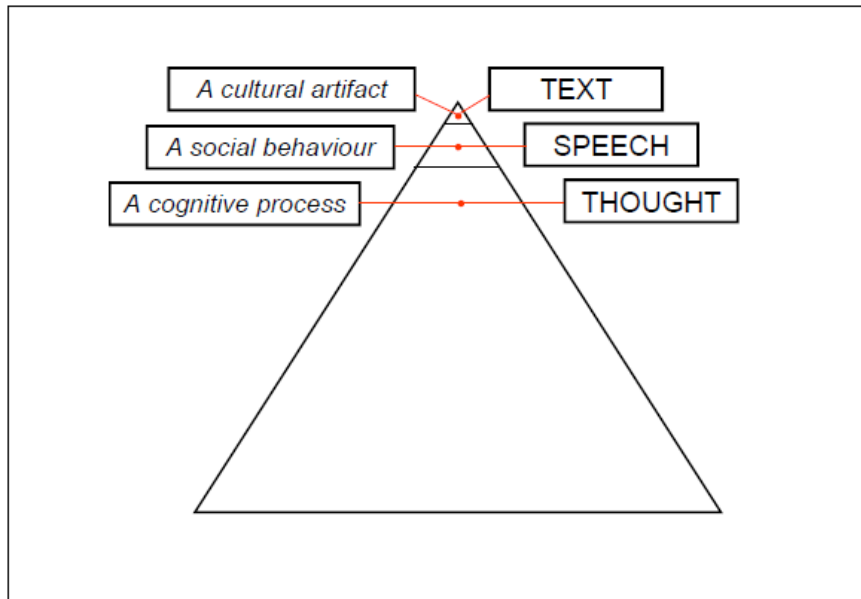 A cultural artifact
TEXT
A social behaviour
SPEECH
A cognitive process
THOUGHT